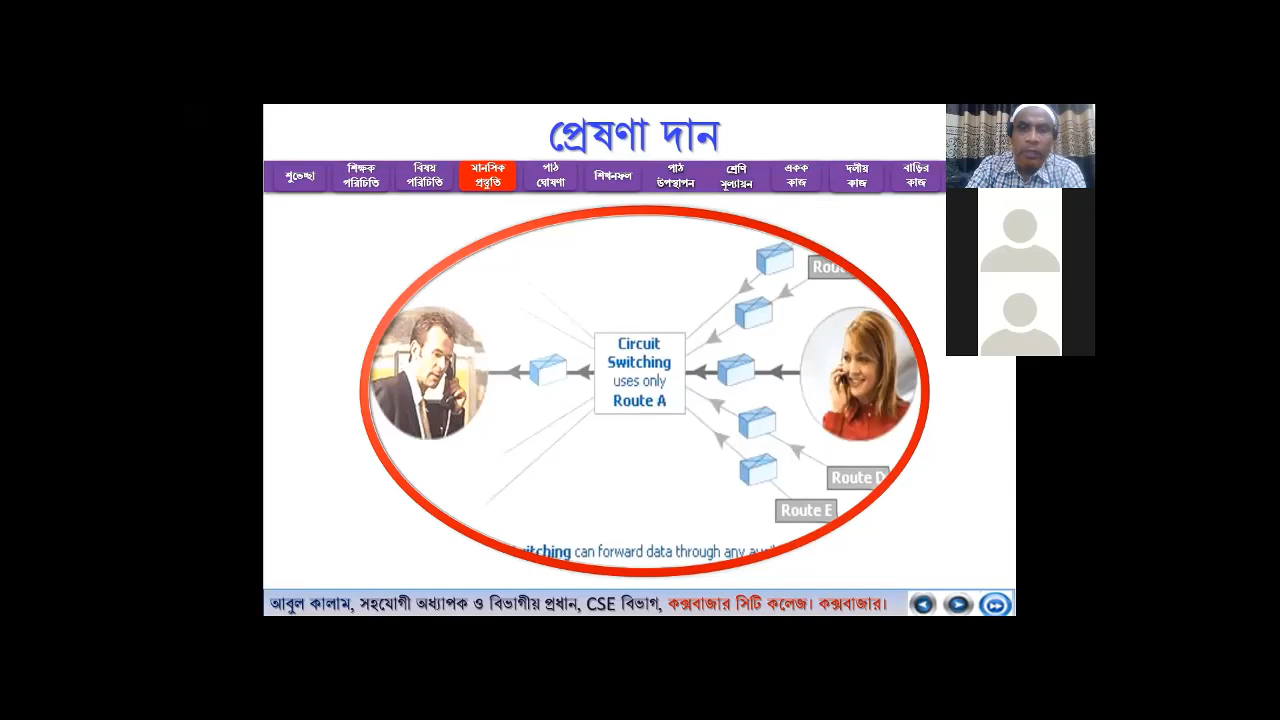 প্রেষণা দান
শুভেচ্ছা
শিক্ষক
পরিচিতি
বিষয়
পরিচিতি
মানসিক
প্রস্তুতি
পাঠ
ঘোষণা
শিখনফল
পাঠ
উপস্থাপন
শ্রেণি
মূল্যায়ন
একক
কাজ
দলীয়
কাজ
বাড়ির
কাজ
Circuit
Switching
uses only
Route A
Route D
Route E
can forward data through any
আবুল কালাম, সহযোগী অধ্যাপক ও বিভাগীয় প্রধান, CSE বিভাগ, কক্সবাজার সিটি কলেজ। কক্সবাজার।